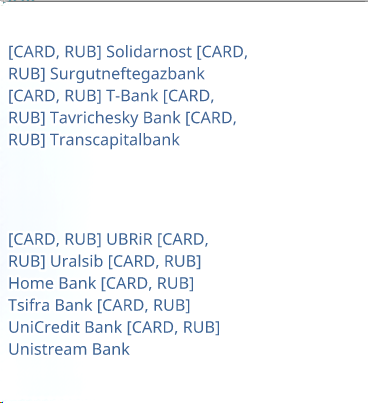 [CARD, RUB] Solidarnost [CARD,
RUB] Surgutneftegazbank
[CARD, RUB] T-Bank [CARD,
RUB] Tavrichesky Bank [CARD,
RUB] Transcapitalbank
[CARD, RUB] UBRiR [CARD,
RUB] Uralsib [CARD, RUB]
Home Bank [CARD, RUB]
Tsifra Bank [CARD, RUB]
UniCredit Bank [CARD, RUB]
Unistream Bank